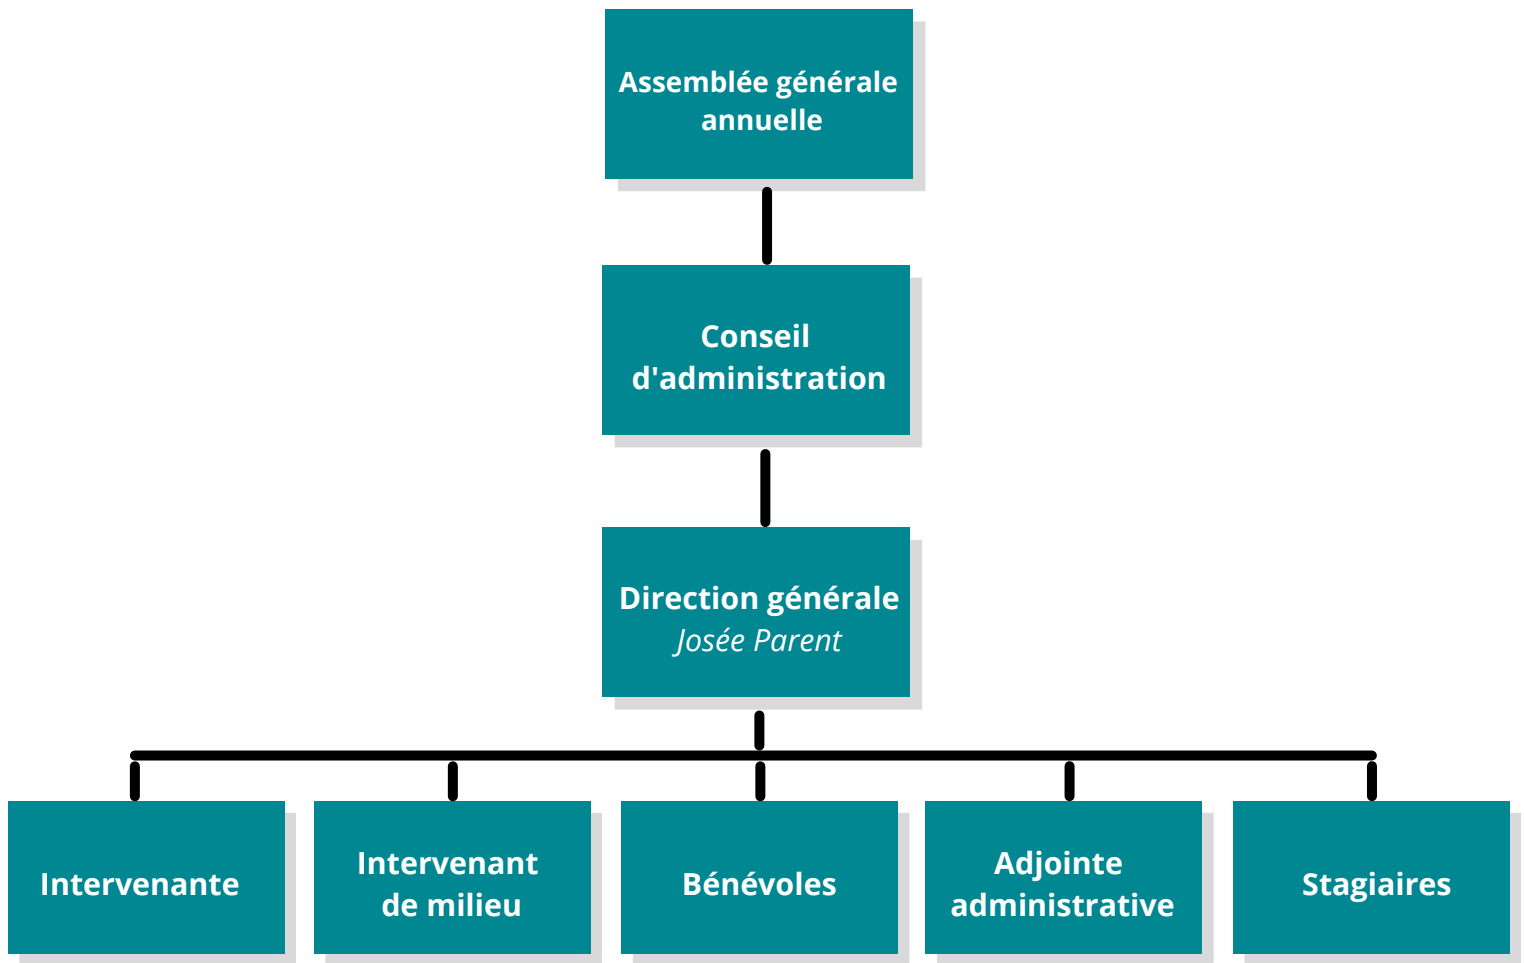 Assemblée générale
annuelle
Conseil
d'administration
Direction générale
Josée Parent
Intervenante
Intervenant
de milieu
Bénévoles
Adjointe
administrative
Stagiaires